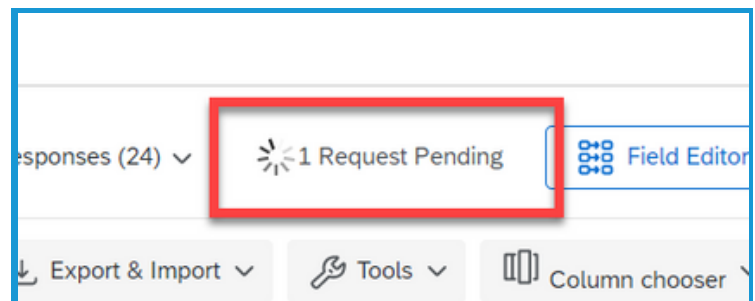 esponses (24)
1 Request Pending
Field Editor
Export & Import
Tools
Column chooser